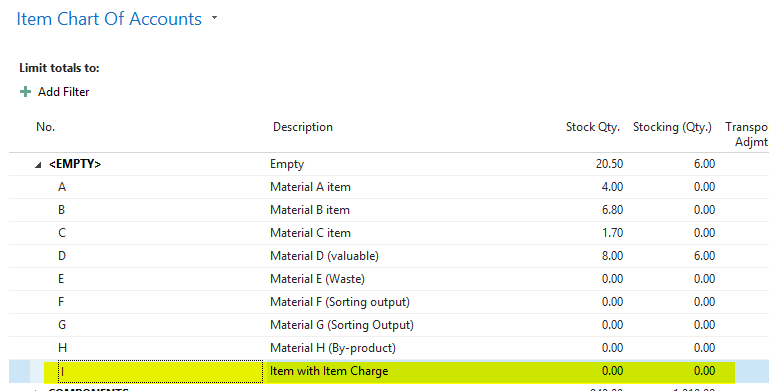 Item Chart Of Accounts
Limit totals to:
Add Filter
No. Description Stock Qty. Stocking (Qty.) Transpo
Adjmt
<EMPTY> Empty 20.50 6.00
A Material A item 4.00 0.00
B Material B item 6.80 0.00
C Material C item 1.70 0.00
D Material D (valuable) 8.00 6.00
E Material E (Waste) 0.00 0.00
F Material F (Sorting output) 0.00 0.00
G Material G (Sorting Output) 0.00 0.00
H Material H (By-product) 0.00 0.00
I Item with Item Charge 0.00 0.00